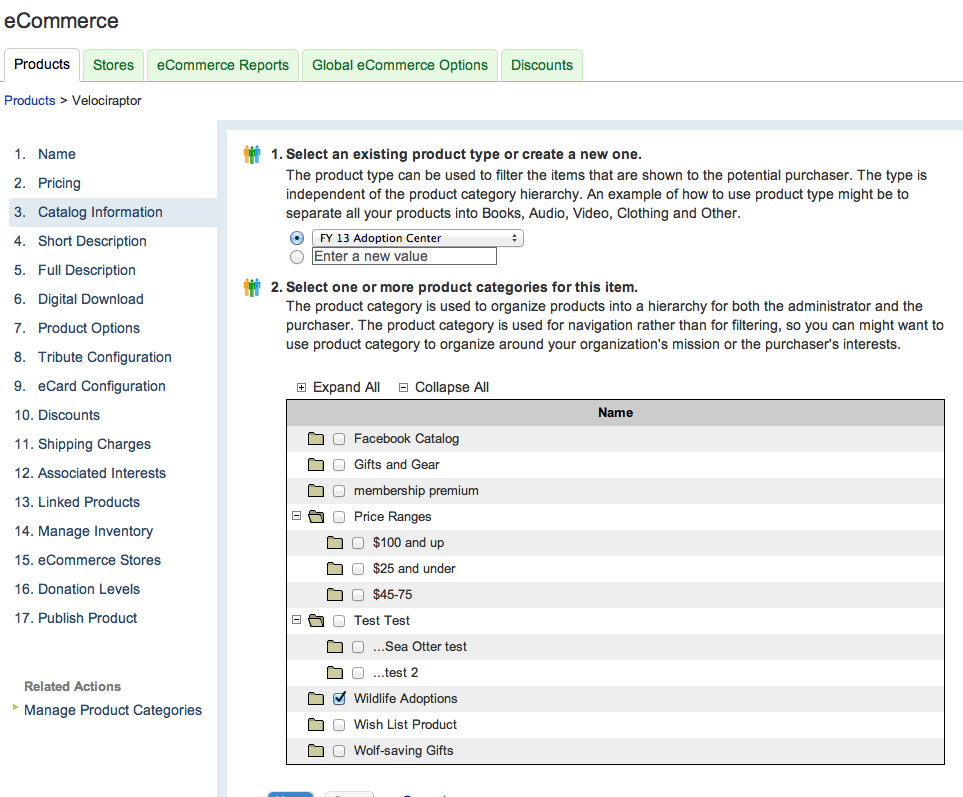 eCommerce
Products Stores eCommerce Reports Global eCommerce Options Discounts
Products > Velociraptor
1. Name
2. Pricing
3. Catalog Information
4. Short Description
5. Full Description
6. Digital Download
7. Product Options
8. Tribute Configuration
9. eCard Configuration
10. Discounts
11. Shipping Charges
12. Associated Interests
13. Linked Products
14. Manage Inventory
15. eCommerce Stores
16. Donation Levels
17. Publish Product
Related Actions
Manage Product Categories
1. Select an existing product type or create a new one.
The product type can be used to filter the items that are shown to the potential purchaser. The type is
independent of the product category hierarchy. An example of how to use product type might be to
separate all your products into Books, Audio, Video, Clothing and Other.
FY 13 Adoption Center
Enter a new value
2. Select one or more product categories for this item.
The product category is used to organize products into a hierarchy for both the administrator and the
purchaser. The product category is used for navigation rather than for filtering, so you can might want to
use product category to organize around your organization's mission or the purchaser's interests.
Expand All Collapse All
Name
Facebook Catalog
Gifts and Gear
membership premium
Price Ranges
$100 and up
$25 and under
$45-75
Test Test
...Sea Otter test
...test 2
Wildlife Adoptions
Wish List Product
Wolf-saving Gifts